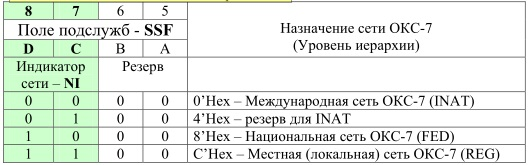 8 7 6 5 Назначение сети ОКС-7
Поле подслужб - SSF (Уровень иерархии)
D C B A
Индикатор Резерв
сети – NI
0 0 0 0 0’Hex – Международная сеть ОКС-7 (INAT)
0 1 0 0 4’Hex – резерв для INAT
1 0 0 0 8’Hex – Национальная сеть ОКС-7 (FED)
1 1 0 0 C’Hex – Местная (локальная) сеть ОКС-7 (REG)